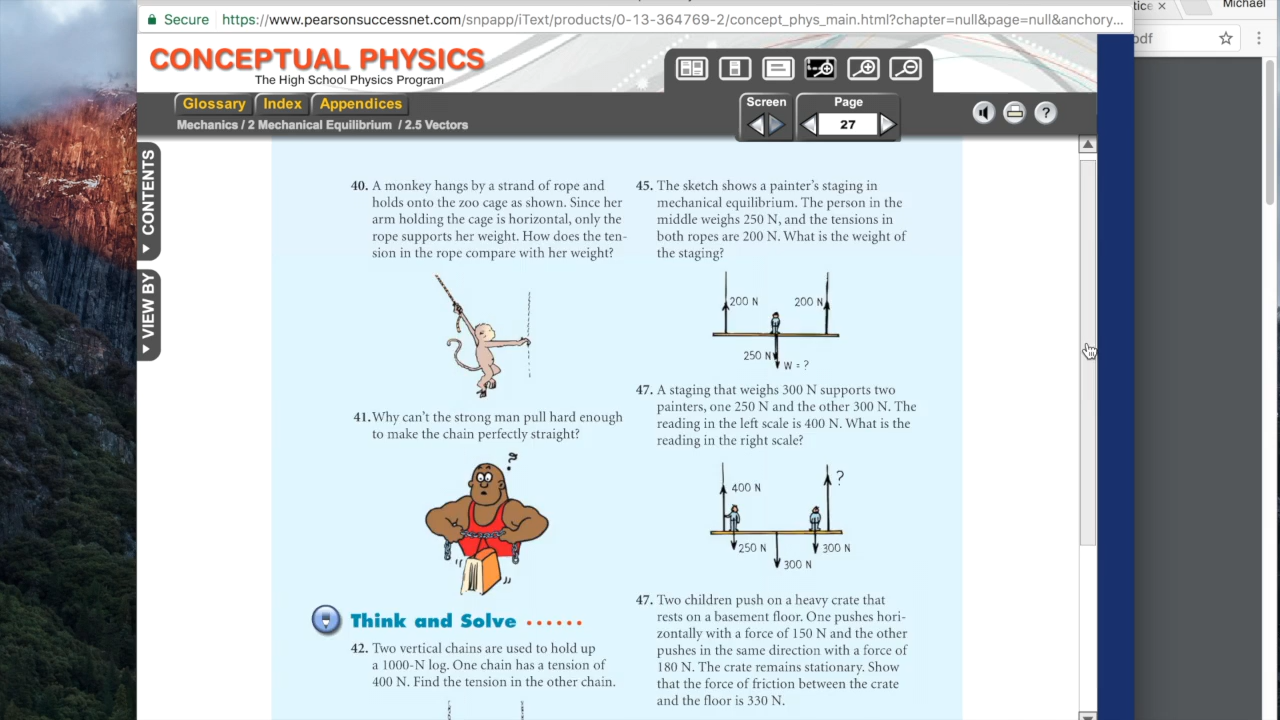 Secure https://www.pearsonsuccessnet.com/snpapp/iText/products/0-13-364769-2/concept_phys_main.html?chapter=null&page=null&anchory...
tice ×
Michael
odf
CONCEPTUAL PHYSICS
The High School Physics Program
Glossary Index Appendices
Mechanics / 2 Mechanical Equilibrium / 2.5 Vectors
Screen
Page
27
?
CONTENTS
VIEW BY
40. A monkey hangs by a strand of rope and
holds onto the zoo cage as shown. Since her
arm holding the cage is horizontal, only the
rope supports her weight. How does the ten-
sion in the rope compare with her weight?
41. Why can't the strong man pull hard enough
to make the chain perfectly straight?
?
Think and Solve ......
42. Two vertical chains are used to hold up
a 1000-N log. One chain has a tension of
400 N. Find the tension in the other chain.
45. The sketch shows a painter's staging in
mechanical equilibrium. The person in the
middle weighs 250 N, and the tensions in
both ropes are 200 N. What is the weight of
the staging?
200 N 200 N
250 N
W = ?
47. A staging that weighs 300 N supports two
painters, one 250 N and the other 300 N. The
reading in the left scale is 400 N. What is the
reading in the right scale?
400 N ?
250 N 300 N
300 N
47. Two children push on a heavy crate that
rests on a basement floor. One pushes hori-
zontally with a force of 150 N and the other
pushes in the same direction with a force of
180 N. The crate remains stationary. Show
that the force of friction between the crate
and the floor is 330 N.